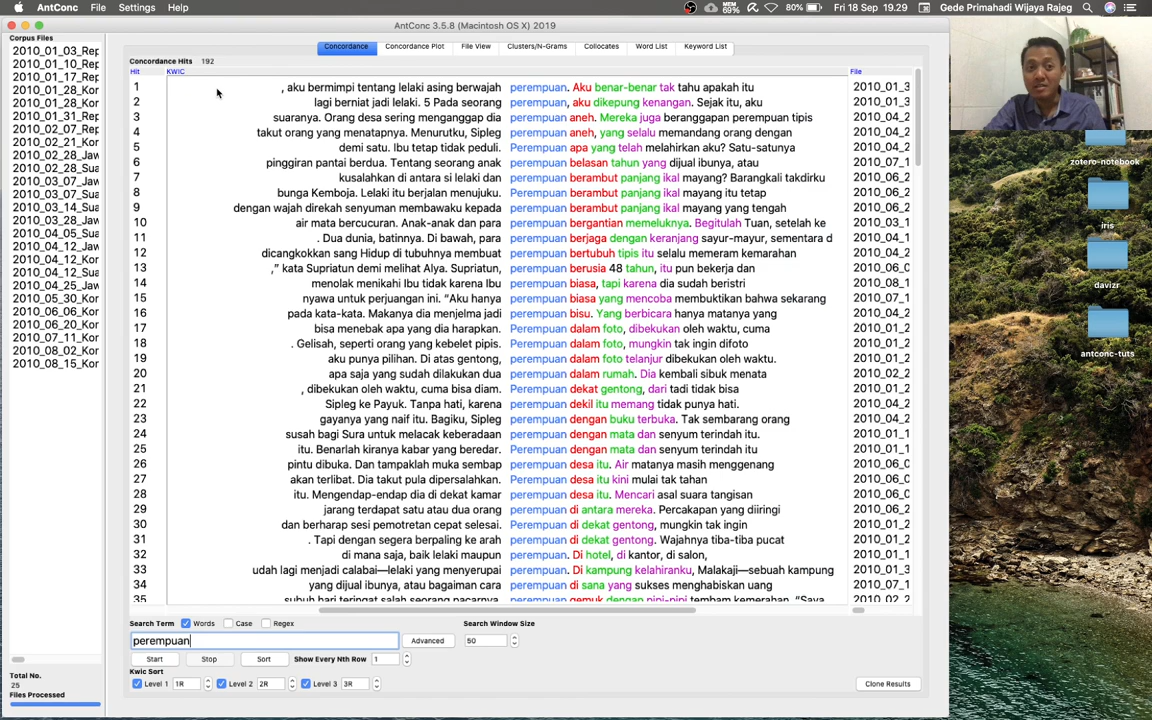 AntConc File Settings Help MEM 69% 80% Fri 18 Sep 19.29 Gede Primahadi Wijaya Rajeg
AntConc 3.5.8 (Macintosh OS X) 2019
Corpus Files
2010_01_03_Rep
2010_01_10_Rep
2010_01_17_Rep
2010_01_28_Kor
2010_01_28_Kor
2010_01_31_Rep
2010_02_07_Rep
2010_02_21_Kor
2010_02_28_Jaw
2010_02_28_Sua
2010_03_07_Jaw
2010_03_07_Sua
2010_03_14_Sua
2010_03_28_Jaw
2010_04_05_Sua
2010_04_12_Jaw
2010_04_12_Kor
2010_04_12_Sua
2010_04_25_Jaw
2010_05_30_Kor
2010_06_06_Kor
2010_06_20_Kor
2010_07_11_Kor
2010_08_02_Kor
2010_08_15_Kor
Total No.
25
Files Processed
Concordance Concordance Plot File View Clusters/N-Grams Collocates Word List Keyword List
Concordance Hits 192
Hit KWIC File
1 , aku bermimpi tentang lelaki asing berwajah perempuan. Aku benar-benar tak tahu apakah itu 2010_01_3
2 lagi berniat jadi lelaki. 5 Pada seorang perempuan, aku dikepung kenangan. Sejak itu, aku 2010_01_2
3 suaranya. Orang desa sering menganggap dia perempuan aneh. Mereka juga beranggapan perempuan tipis 2010_04_2
4 takut orang yang menatapnya. Menurutku, Sipleg perempuan aneh, yang selalu memandang orang dengan 2010_04_2
5 demi satu. Ibu tetap tidak peduli. Perempuan apa yang telah melahirkan aku? Satu-satunya 2010_04_2
6 pinggiran pantai berdua. Tentang seorang anak perempuan belasan tahun yang dijual ibunya, atau 2010_07_1
7 kusalahkan di antara si lelaki dan perempuan berambut panjang ikal mayang? Barangkali takdirku 2010_06_2
8 bunga Kemboja. Lelaki itu berjalan menujuku. Perempuan berambut panjang ikal mayang itu tetap 2010_06_2
9 dengan wajah direkah senyuman membawaku kepada perempuan berambut panjang ikal mayang yang tengah 2010_06_2
10 air mata bercucuran. Anak-anak dan para perempuan bergantian memeluknya. Begitulah Tuan, setelah ke 2010_03_1
11 . Dua dunia, batinnya. Di bawah, para perempuan berjaga dengan keranjang sayur-mayur, sementara d 2010_04_1
12 dicangkokkan sang Hidup di tubuhnya membuat perempuan bertubuh tipis itu selalu memeram kemarahan 2010_04_2
13 ,” kata Supriatun demi melihat Alya. Supriatun, perempuan berusia 48 tahun, itu pun bekerja dan 2010_06_0
14 menolak menikahi Ibu tidak karena Ibu perempuan biasa, tapi karena dia sudah beristri 2010_08_1
15 nyawa untuk perjuangan ini. “Aku hanya perempuan biasa yang mencoba membuktikan bahwa sekarang 2010_07_1
16 pada kata-kata. Makanya dia menjelma jadi perempuan bisu. Yang berbicara hanya matanya yang 2010_04_2
17 bisa menebak apa yang dia harapkan. Perempuan dalam foto, dibekukan oleh waktu, cuma 2010_01_1
18 . Gelisah, seperti orang yang kebelet pipis. Perempuan dalam foto, mungkin tak ingin difoto 2010_01_1
19 aku punya pilihan. Di atas gentong, perempuan dalam foto telanjur dibekukan oleh waktu. 2010_01_1
20 apa saja yang sudah dilakukan dua perempuan dalam rumah. Dia kembali sibuk menata 2010_02_2
21 , dibekukan oleh waktu, cuma bisa diam. Perempuan dekat gentong, dari tadi tidak bisa 2010_01_1
22 Sipleg ke Payuk. Tanpa hati, karena perempuan dekil itu memang tidak punya hati. 2010_04_2
23 gayanya yang naif itu. Bagiku, Sipleg perempuan dengan buku terbuka. Tak sembarang orang 2010_04_2
24 susah bagi Sura untuk melacak keberadaan perempuan dengan mata dan senyum terindah itu. 2010_01_1
25 itu. Benarlah kiranya kabar yang beredar. Perempuan dengan mata dan senyum terindah itu 2010_01_1
26 pintu dibuka. Dan tampaklah muka sembap perempuan desa itu. Air matanya masih menggenang 2010_06_0
27 akan terlibat. Dia takut pula dipersalahkan. Perempuan desa itu kini mulai tak tahan 2010_06_0
28 itu. Mengendap-endap dia di dekat kamar perempuan desa itu. Mencari asal suara tangisan 2010_06_0
29 jarang terdapat satu atau dua orang perempuan di antara mereka. Percakapan yang diiringi 2010_06_2
30 dan berharap sesi pemotretan cepat selesai. Perempuan di dekat gentong, mungkin tak ingin 2010_01_1
31 . Tapi dengan segera berpaling ke arah perempuan di dekat gentong. Wajahnya tiba-tiba pucat 2010_01_1
32 di mana saja, baik lelaki maupun perempuan. Di hotel, di kantor, di salon, 2010_01_1
33 udah lagi menjadi calabai—lelaki yang menyerupai perempuan. Di kampung kelahiranku, Malakaji—sebuah kampung 2010_01_3
34 yang dijual ibunya, atau bagaimana cara perempuan di sana yang sukses menghabiskan uang 2010_07_1
35 subuh hari teringat salah seorang pacarnya, perempuan gemuk dengan pipi-pipi tembam kemerahan. “Saya 2010_02_2
Search Term Words Case Regex Search Window Size
perempuan Advanced 50
Start Stop Sort Show Every Nth Row 1
Kwic Sort
Level 1 1R Level 2 2R Level 3 3R Clone Results
zotero-notebook
iris
davizr
antconc-tuts